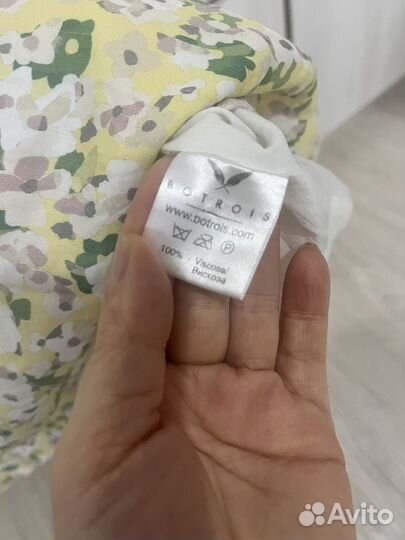 BOTROIS
www.botrois.com
P
100% - Viscose/
Вискоза
Avito